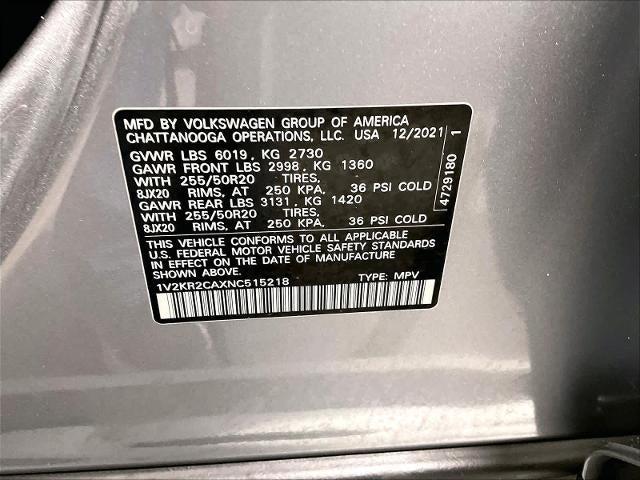 MFD BY VOLKSWAGEN GROUP OF AMERICA
CHATTANOOGA OPERATIONS, LLC. USA 12/2021
GVWR LBS 6019, KG 2730
GAWR FRONT LBS 2998, KG 1360
WITH 255/50R20 TIRES,
8JX20 RIMS, AT 250 KPA, 36 PSI COLD
GAWR REAR LBS 3131, KG 1420
WITH 255/50R20 TIRES,
8JX20 RIMS, AT 250 KPA, 36 PSI COLD
THIS VEHICLE CONFORMS TO ALL APPLICABLE
U.S. FEDERAL MOTOR VEHICLE SAFETY STANDARDS
IN EFFECT ON THE DATE OF MANUFACTURE
SHOWN ABOVE.
1V2KR2CAXNC515218 TYPE: MPV
4729180 1